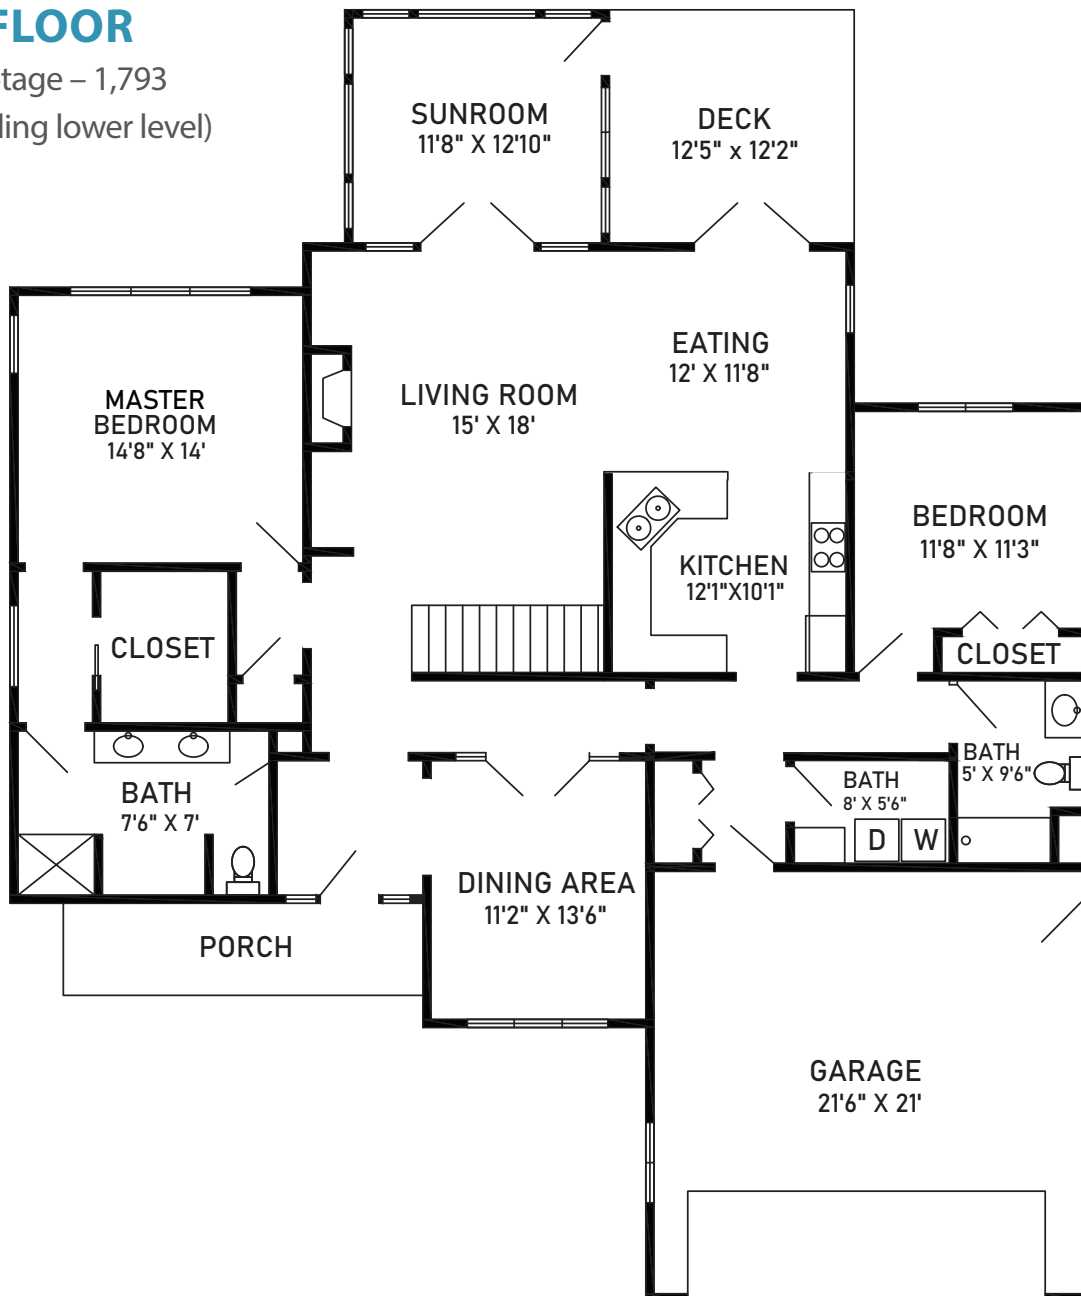 FLOOR
tage – 1,793
ding lower level)
SUNROOM
11'8" X 12'10"
DECK
12'5" x 12'2"
EATING
12' X 11'8"
LIVING ROOM
15' X 18'
MASTER
BEDROOM
14'8" X 14'
BEDROOM
11'8" X 11'3"
KITCHEN
12'1"X10'1"
CLOSET
CLOSET
BATH
7'6" X 7'
BATH
5' X 9'6"
BATH
8' X 5'6"
D W
DINING AREA
11'2" X 13'6"
PORCH
GARAGE
21'6" X 21'